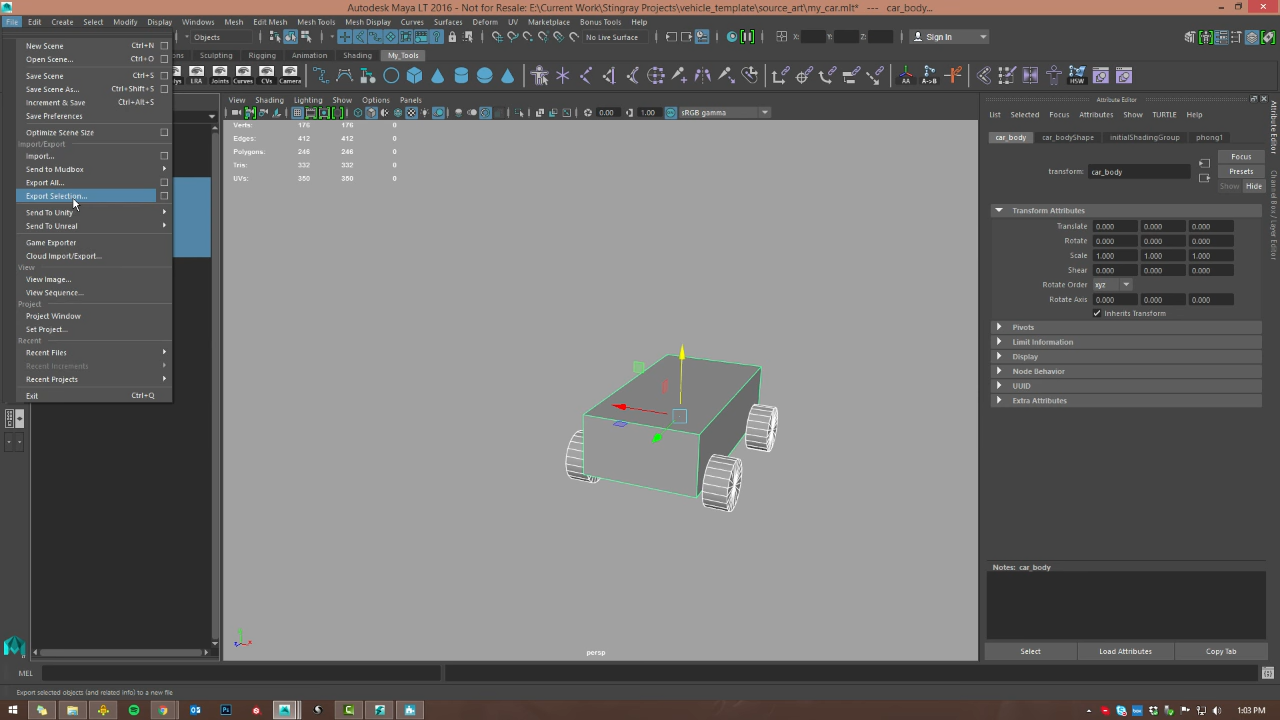 Autodesk Maya LT 2016 - Not for Resale: E:\Current Work\Stingray Projects\vehicle_template\source_art\my_car.mlt* --- car_body...
File Edit Create Select Modify Display Windows Mesh Edit Mesh Mesh Tools Mesh Display Curves Surfaces Deform UV Marketplace Bonus Tools Help
Objects No Live Surface X: Y: Z: Sign In
Sculpting Rigging Animation Shading My_Tools
LRA Joints CVs Camera AA A->B HSW
New Scene Ctrl+N
Open Scene...
Save Scene Ctrl+S
Save Scene As... Ctrl+Shift+S
Increment & Save Ctrl+Alt+S
Save Preferences
Optimize Scene Size
Import/Export
Import...
Send to Mudbox
Export All...
Export Selection...
Send To Unity
Send To Unreal
Game Exporter
Cloud Import/Export...
View
View Image...
View Sequence...
Project
Project Window
Set Project...
Recent
Recent Files
Recent Increments
Recent Projects
Exit Ctrl+Q
View Shading Lighting Show Options Panels
0.00 1.00 sRGB gamma
Verts: 176 176 0
Edges: 412 412 0
Polygons: 246 246 0
Tris: 332 332 0
UVs: 350 350 0
persp
Attribute Editor
List Selected Focus Attributes Show TURTLE Help
car_body car_bodyShape initialShadingGroup phong1
Focus
transform: car_body Presets
Show Hide
Transform Attributes
Translate 0.000 0.000 0.000
Rotate 0.000 0.000 0.000
Scale 1.000 1.000 1.000
Shear 0.000 0.000 0.000
Rotate Order xyz
Rotate Axis 0.000 0.000 0.000
Inherits Transform
Pivots
Limit Information
Display
Node Behavior
UUID
Extra Attributes
Notes: car_body
Select Load Attributes Copy Tab
Attribute Editor
Channel Box / Layer Editor
MEL
Export selected objects (and related info) to a new file
1:03 PM